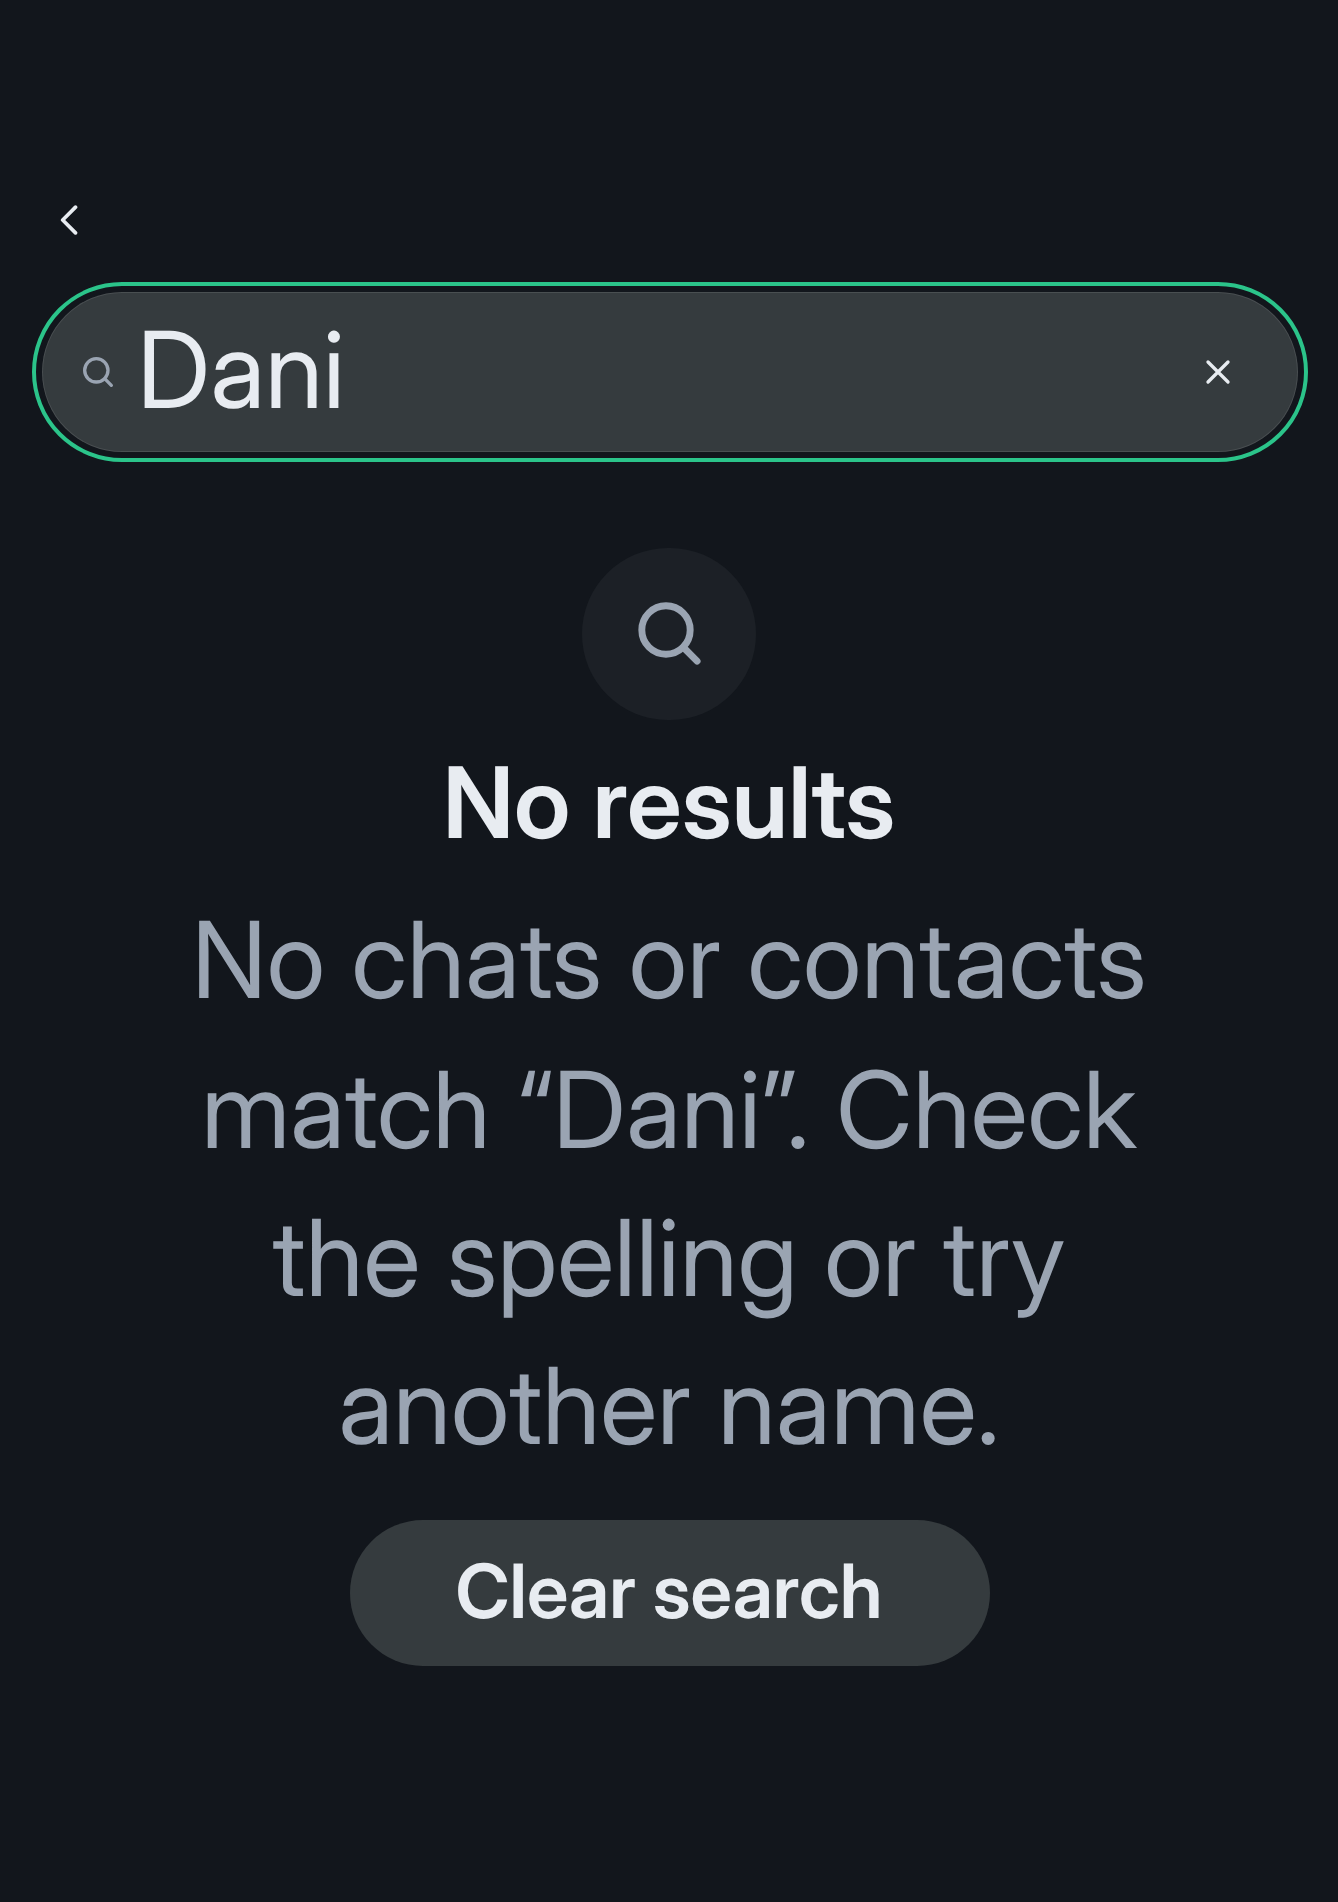 Dani
No results
No chats or contacts
match “Dani”. Check
the spelling or try
another name.
Clear search